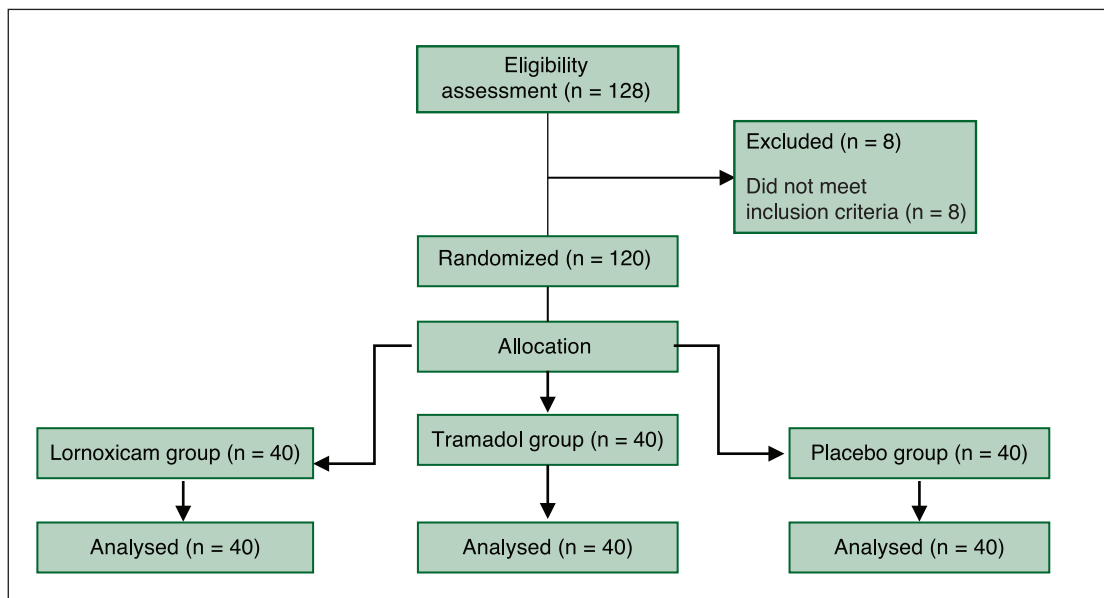 Eligibility
assessment (n = 128)
Excluded (n = 8)
Did not meet
inclusion criteria (n = 8)
Randomized (n = 120)
Allocation
Lornoxicam group (n = 40)
Tramadol group (n = 40)
Placebo group (n = 40)
Analysed (n = 40)
Analysed (n = 40)
Analysed (n = 40)